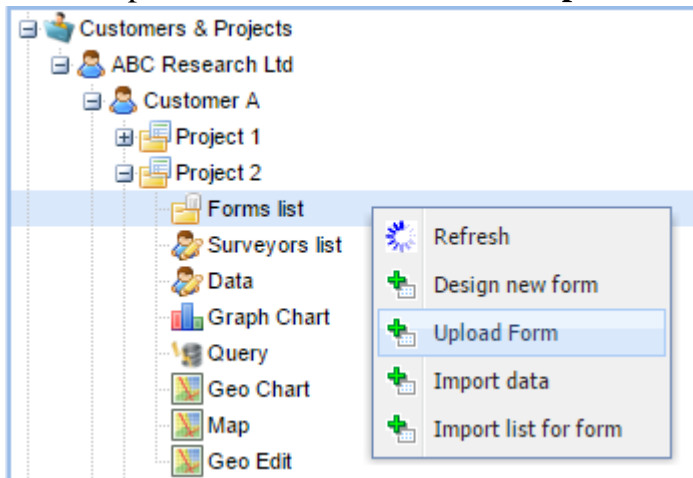 Customers & Projects
ABC Research Ltd
Customer A
Project 1
Project 2
Forms list
Surveyors list
Data
Graph Chart
Query
Geo Chart
Map
Geo Edit
Refresh
Design new form
Upload Form
Import data
Import list for form